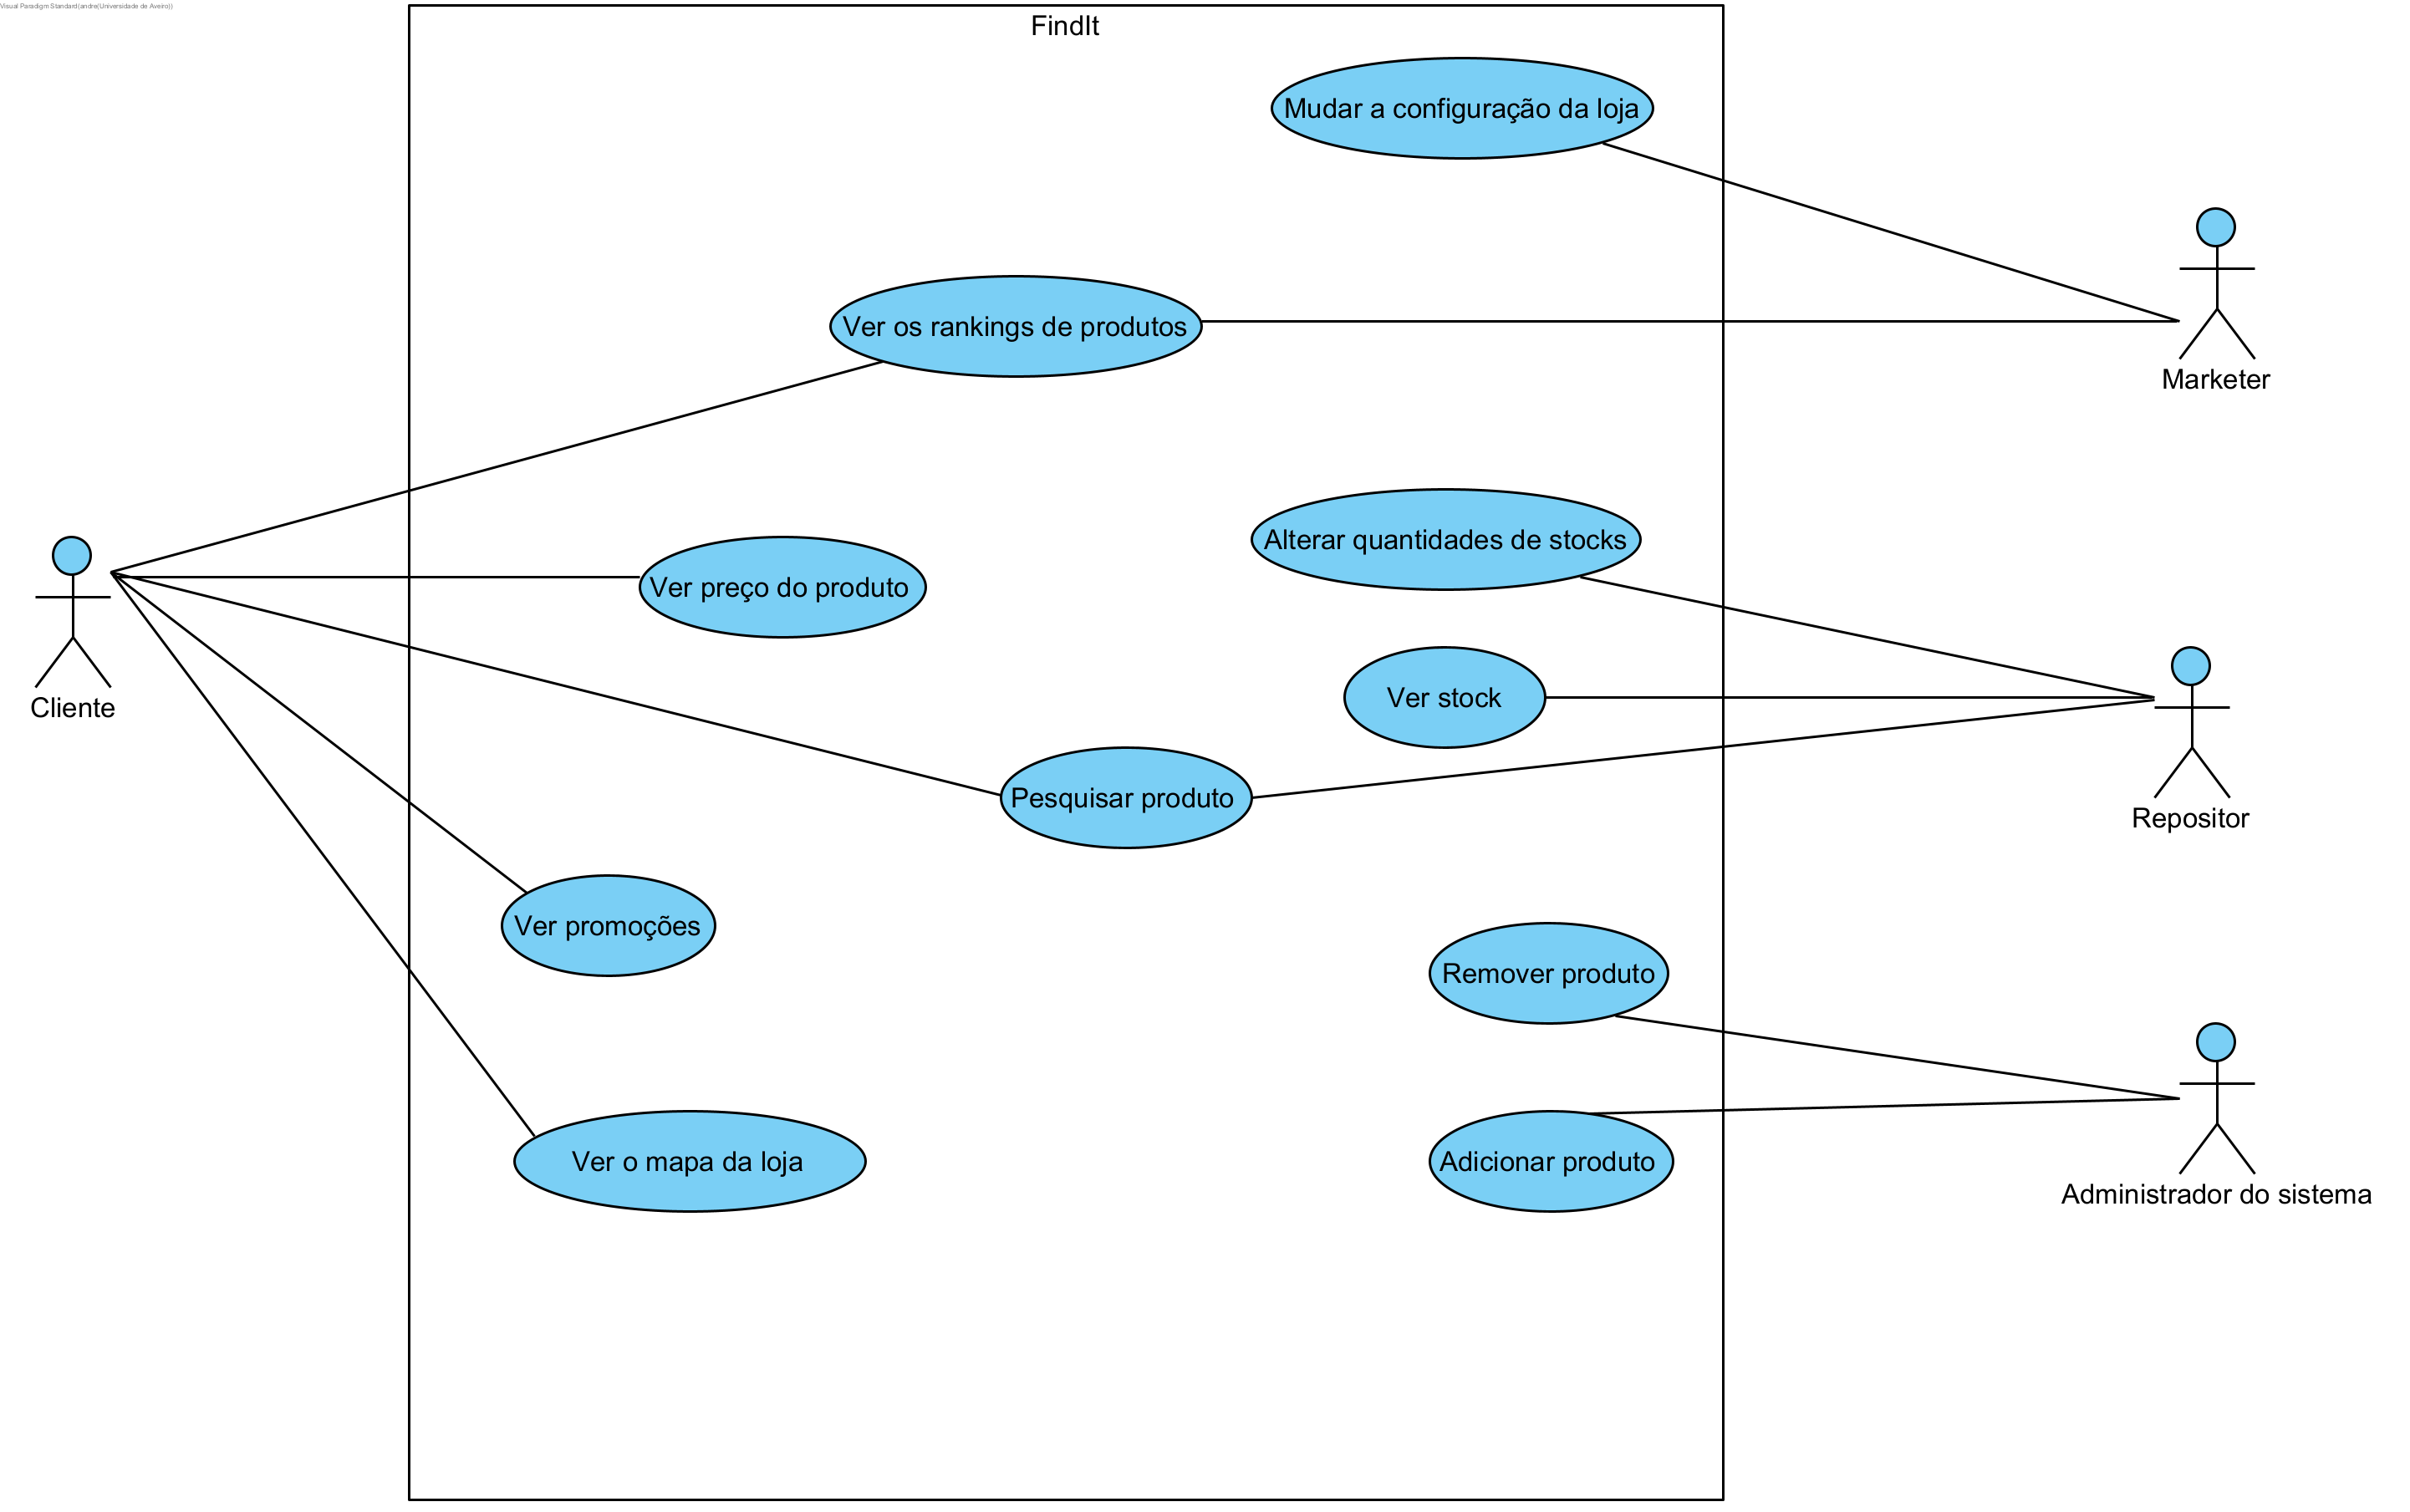 Visual Paradigm Standard(andre(Universidade de Aveiro))
FindIt
Mudar a configuração da loja
Ver os rankings de produtos
Marketer
Alterar quantidades de stocks
Ver preço do produto
Ver stock
Cliente
Pesquisar produto
Repositor
Ver promoções
Remover produto
Ver o mapa da loja
Adicionar produto
Administrador do sistema